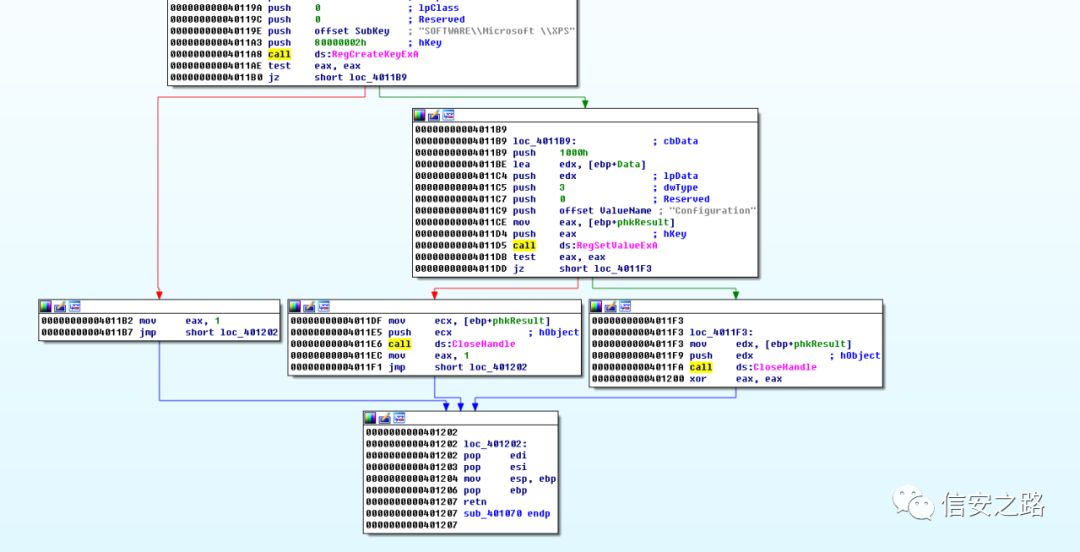 000000000040119A push 0 ; lpClass
000000000040119C push 0 ; Reserved
000000000040119E push offset SubKey ; "SOFTWARE\\Microsoft \\XPS"
00000000004011A3 push 80000002h ; hKey
00000000004011A8 call ds:RegCreateKeyExA
00000000004011AE test eax, eax
00000000004011B0 jz short loc_4011B9
00000000004011B9
00000000004011B9 loc_4011B9: ; cbData
00000000004011B9 push 1000h
00000000004011BE lea edx, [ebp+Data]
00000000004011C4 push edx ; lpData
00000000004011C5 push 3 ; dwType
00000000004011C7 push 0 ; Reserved
00000000004011C9 push offset ValueName ; "Configuration"
00000000004011CE mov eax, [ebp+phkResult]
00000000004011D4 push eax ; hKey
00000000004011D5 call ds:RegSetValueExA
00000000004011DB test eax, eax
00000000004011DD jz short loc_4011F3
00000000004011B2 mov eax, 1
00000000004011B7 jmp short loc_401202
00000000004011DF mov ecx, [ebp+phkResult]
00000000004011E5 push ecx ; hObject
00000000004011E6 call ds:CloseHandle
00000000004011EC mov eax, 1
00000000004011F1 jmp short loc_401202
00000000004011F3
00000000004011F3 loc_4011F3:
00000000004011F3 mov edx, [ebp+phkResult]
00000000004011F9 push edx ; hObject
00000000004011FA call ds:CloseHandle
0000000000401200 xor eax, eax
0000000000401202
0000000000401202 loc_401202:
0000000000401202 pop edi
0000000000401203 pop esi
0000000000401204 mov esp, ebp
0000000000401206 pop ebp
0000000000401207 retn
0000000000401207 sub_401070 endp
0000000000401207
信安之路